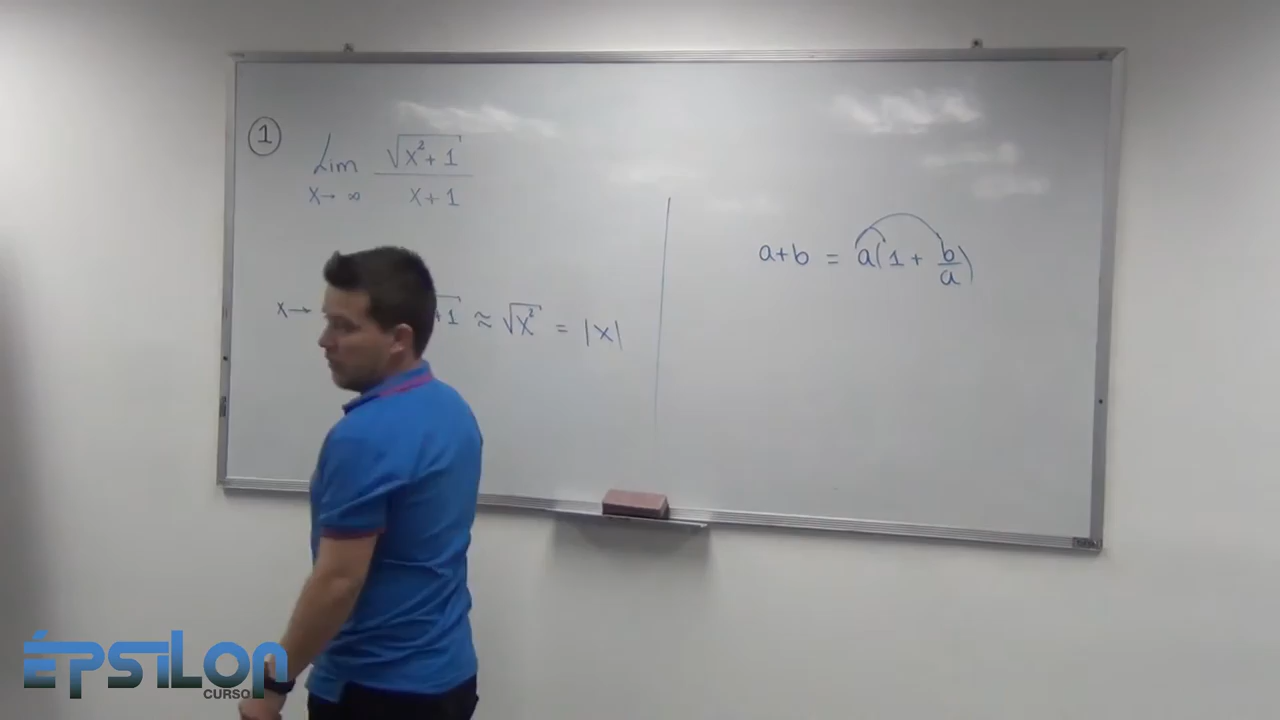 1
Lim √(x²+1) / (x+1)
x→ ∞
x→ +1 ≈ √x² = |x|
a+b = a(1 + b/a)
ÉPSILON
CURSO